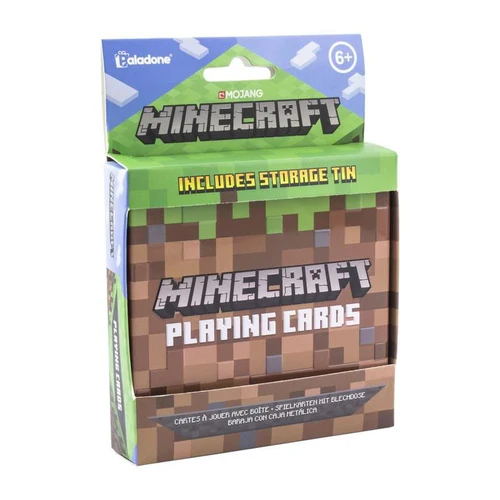 Paladone®
6+
MOJANG
MINECRAFT
INCLUDES STORAGE TIN
MINECRAFT
PLAYING CARDS
PLAYING CARDS
CARTES À JOUER AVEC BOÎTE • SPIELKARTEN MIT BLECHDOSE
BARAJA CON CAJA METÁLICA